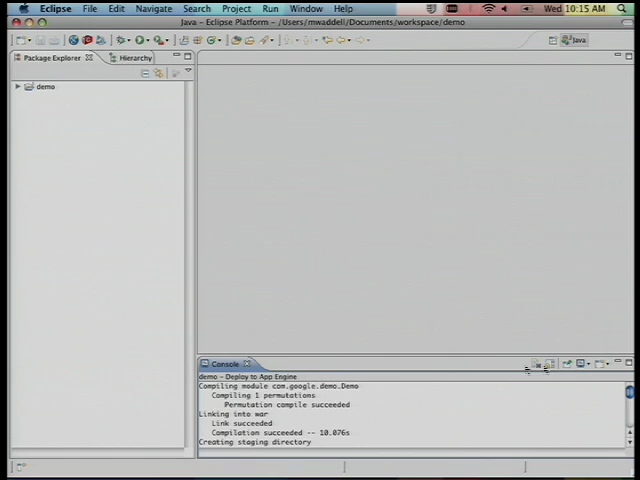 Eclipse File Edit Navigate Search Project Run Window Help Wed 10:15 AM
Java - Eclipse Platform - /Users/mwaddell/Documents/workspace/demo
Java
Package Explorer Hierarchy
demo
Console
demo - Deploy to App Engine
Compiling module com.google.demo.Demo
Compiling 1 permutations
Permutation compile succeeded
Linking into war
Link succeeded
Compilation succeeded -- 10.076s
Creating staging directory